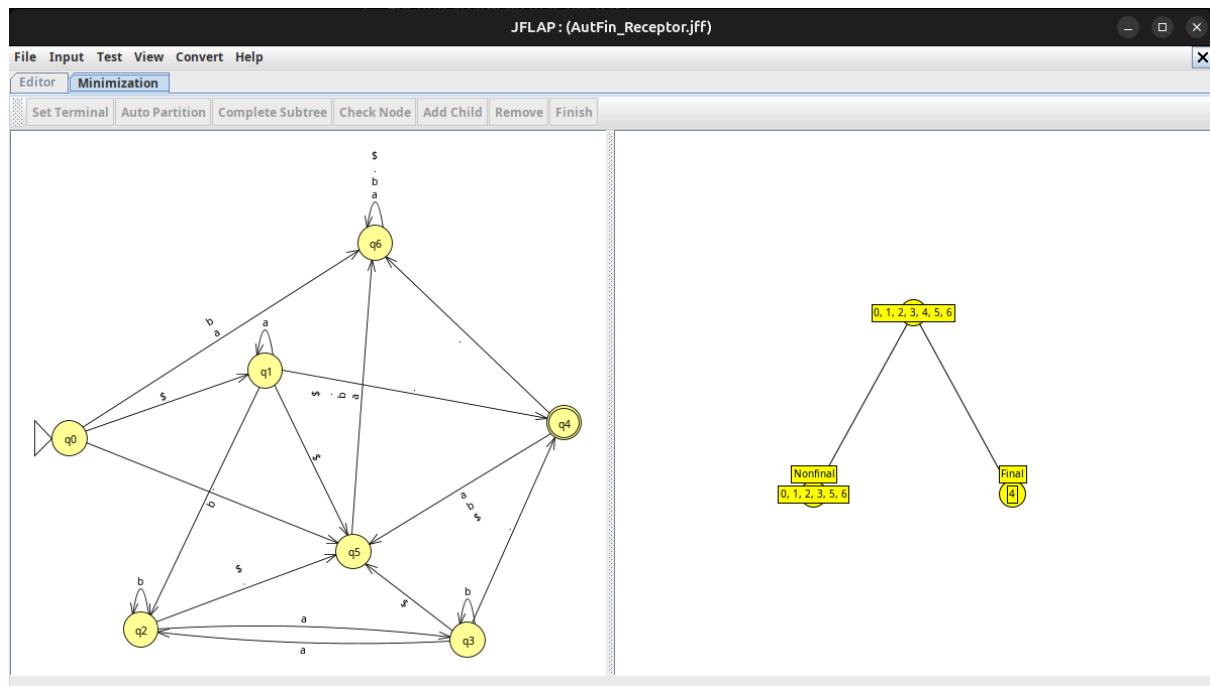 JFLAP : (AutFin_Receptor.jff)
File Input Test View Convert Help
Editor Minimization
Set Terminal Auto Partition Complete Subtree Check Node Add Child Remove Finish
$
.
b
a
q6
b
a
a
q1
$
.
$
.
b
a
q4
.
q0
$
.
b
a
b
$
q5
$
.
.
$
b
q2
a
a
b
q3
0, 1, 2, 3, 4, 5, 6
Nonfinal
0, 1, 2, 3, 5, 6
Final
4